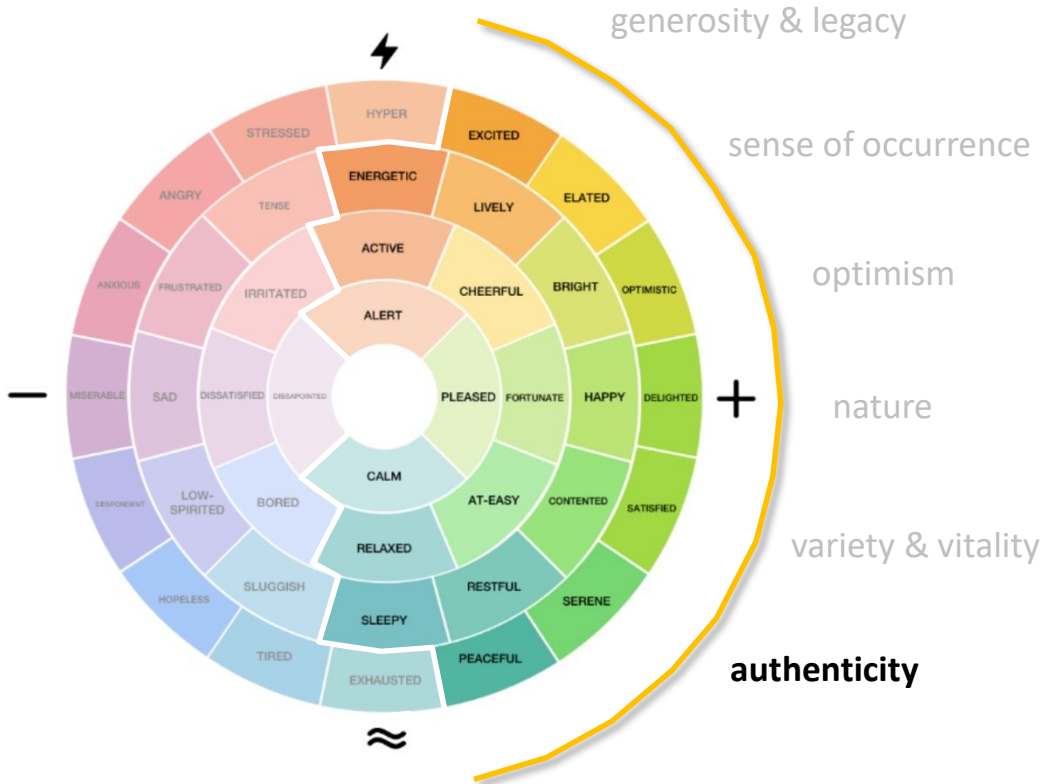 generosity & legacy
HYPER
STRESSED
EXCITED
sense of occurrence
ENERGETIC
ANGRY
TENSE
LIVELY
ELATED
ACTIVE
optimism
ANXIOUS
FRUSTRATED
IRRITATED
CHEERFUL
BRIGHT
OPTIMISTIC
ALERT
MISERABLE
SAD
DISSATISFIED
DISSAPOINTED
PLEASED
FORTUNATE
HAPPY
DELIGHTED
nature
CALM
DESPONDENT
LOW-
SPIRITED
BORED
AT-EASY
CONTENTED
SATISFIED
RELAXED
variety & vitality
HOPELESS
SLUGGISH
RESTFUL
SERENE
SLEEPY
TIRED
PEACEFUL
authenticity
EXHAUSTED